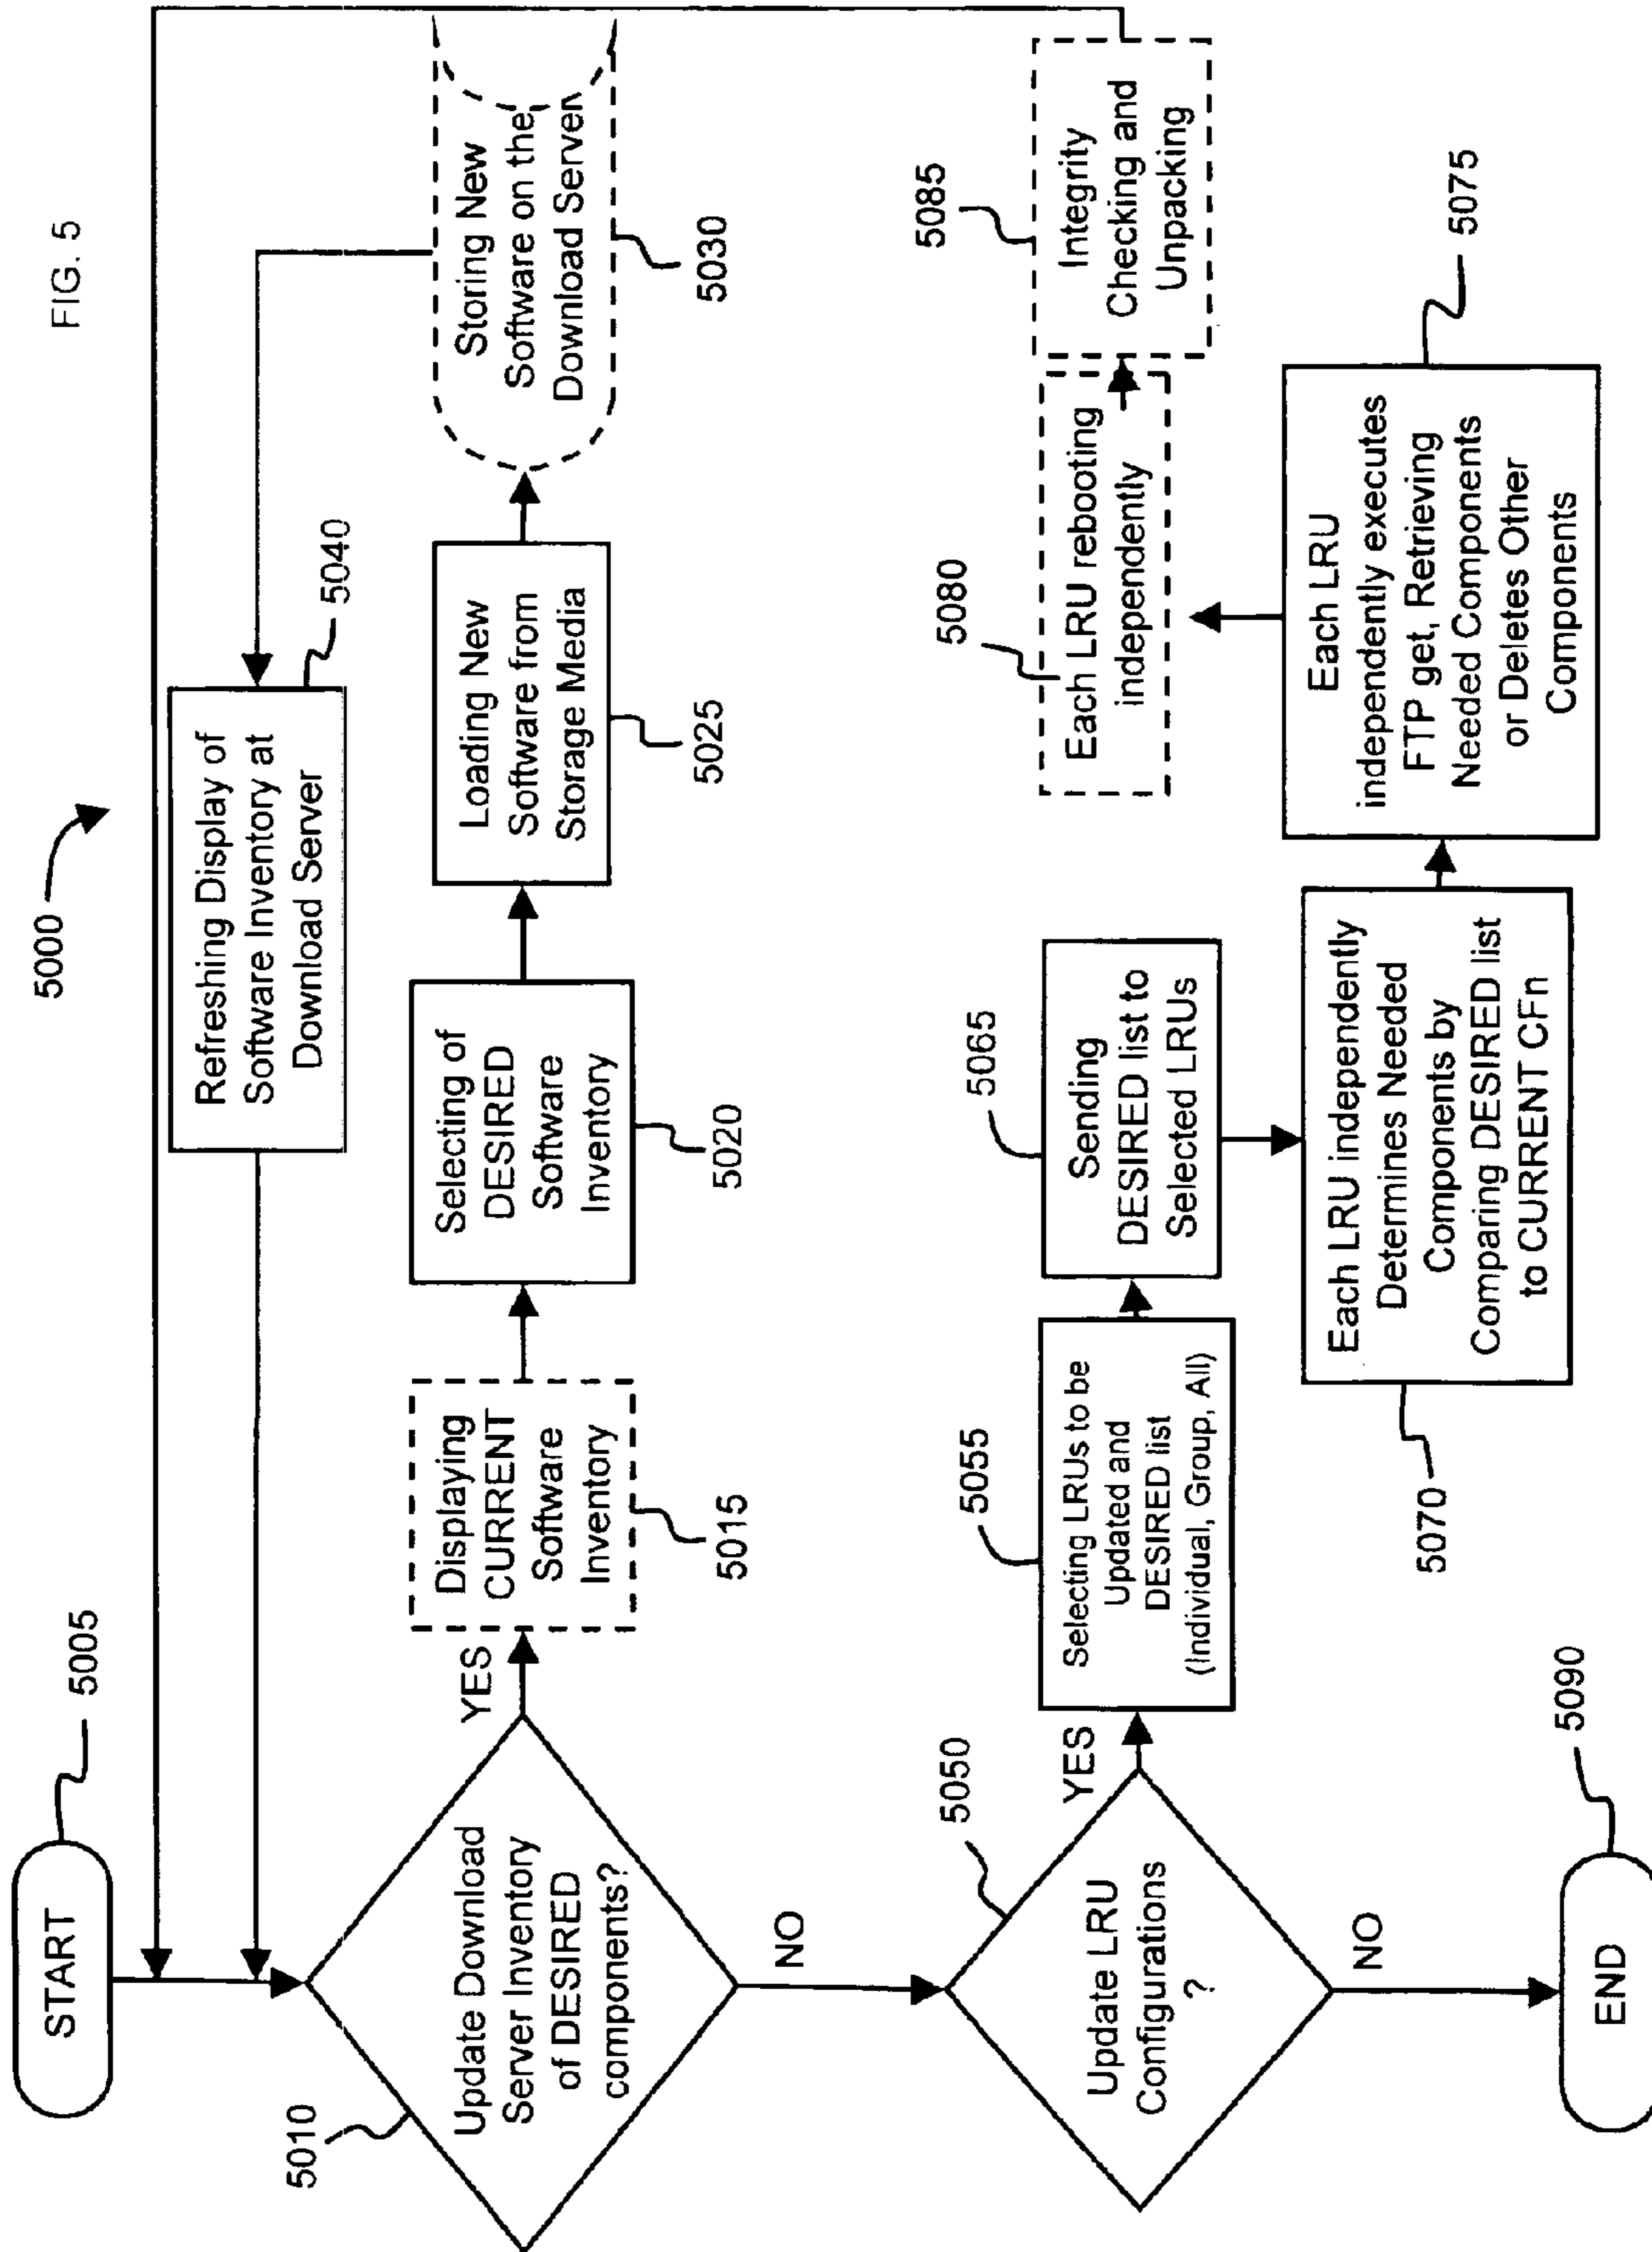 FIG. 5
5000
START
5005
Refreshing Display of
Software Inventory at
Download Server
5040
5010
Update Download
Server Inventory
of DESIRED
components?
YES
NO
Displaying
CURRENT
Software
Inventory
5015
Selecting of
DESIRED
Software
Inventory
5020
Loading New
Software from
Storage Media
5025
Storing New
Software on the
Download Server
5030
5050
Update LRU
Configurations
?
YES
NO
5055
Selecting LRUs to be
Updated and
DESIRED list
(Individual, Group, All)
5065
Sending
DESIRED list to
Selected LRUs
5070
Each LRU independently
Determines Needed
Components by
Comparing DESIRED list
to CURRENT CFn
5075
Each LRU
independently executes
FTP get, Retrieving
Needed Components
or Deletes Other
Components
5080
Each LRU rebooting
independently
5085
Integrity
Checking and
Unpacking
END
5090